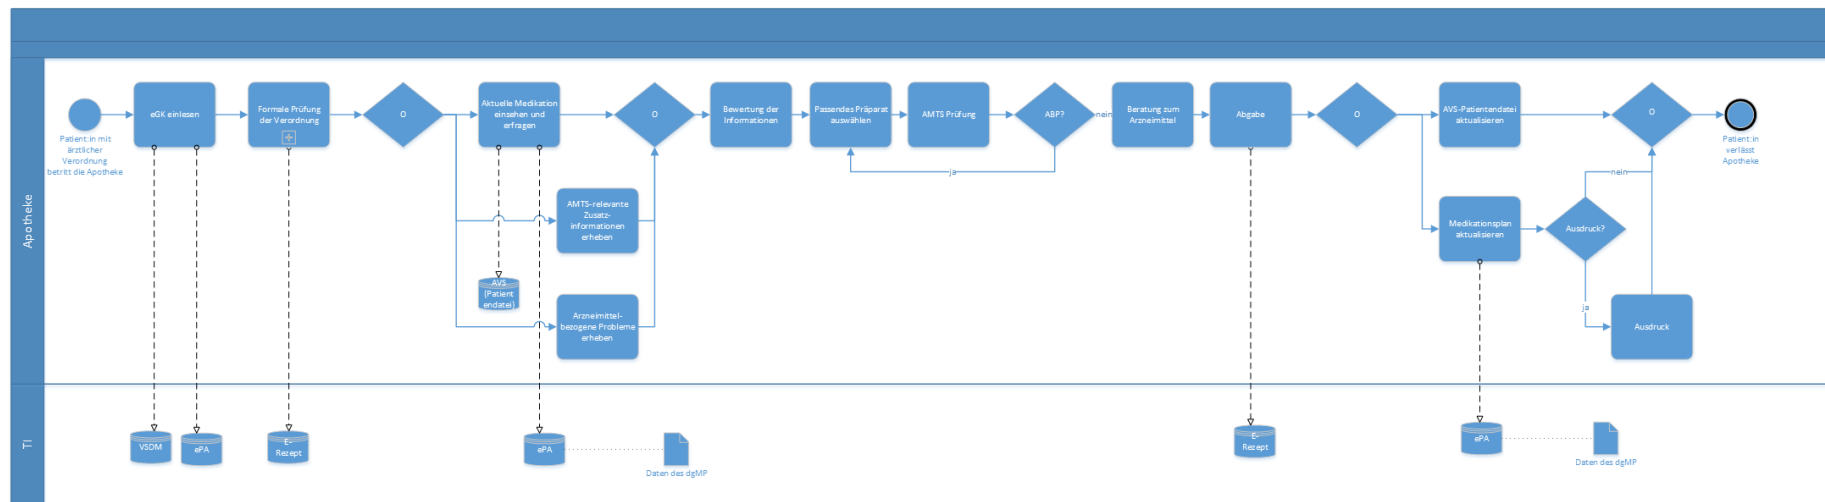 Apotheke
eGK einlesen
Formale Prüfung
der Verordnung
O
Aktuelle Medikation
einsehen und
erfragen
O
Bewertung der
Informationen
Passendes Präparat
auswählen
AMTS Prüfung
ABP?
nein
Beratung zum
Arzneimittel
Abgabe
O
AVS-Patientendatei
aktualisieren
O
Patient:in mit
ärztlicher
Verordnung
betritt die Apotheke
Patient:in
verlässt
Apotheke
ja
nein
AMTS-relevante
Zusatz-
informationen
erheben
Medikationsplan
aktualisieren
Ausdruck?
AVS
(Patient
endatei)
Arzneimittel-
bezogene Probleme
erheben
ja
Ausdruck
TI
VSDM
ePA
E-
Rezept
ePA
Daten des dgMP
E-
Rezept
ePA
Daten des dgMP